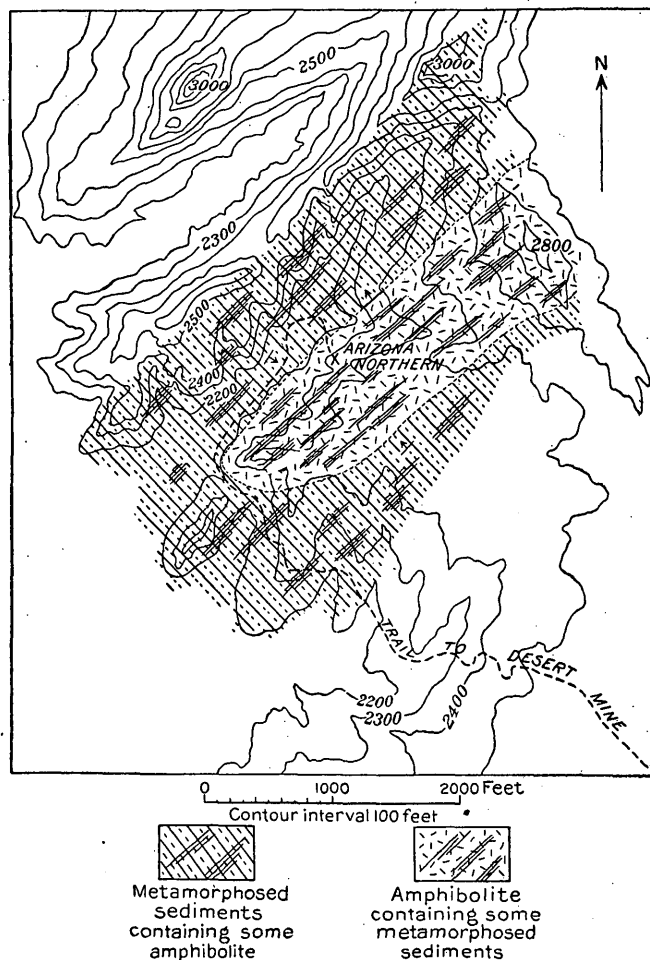 3000
2500
3000
N
2300
2800
2500
2400
2200
ARIZONA
NORTHERN
TRAIL TO DESERT MINE
2200
2300
2400
0 1000 2000 Feet
Contour interval 100 feet
Metamorphosed
sediments
containing some
amphibolite
Amphibolite
containing some
metamorphosed
sediments